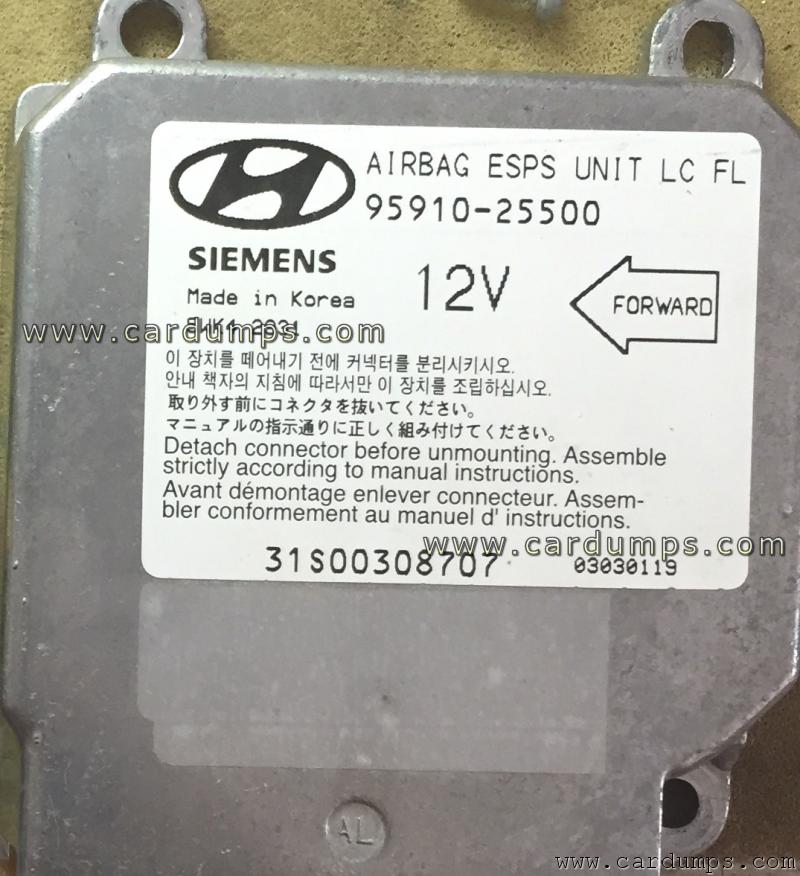 AIRBAG ESPS UNIT LC FL
95910-25500
SIEMENS
12V
FORWARD
Made in Korea
www.cardumps.com
이 장치를 떼어내기 전에 커넥터를 분리시키시오.
안내 책자의 지침에 따라서만 이 장치를 조립하십시오.
取り外す前にコネクタを抜いてください。
マニュアルの指示通りに正しく組み付けてください。
Detach connector before unmounting. Assemble
strictly according to manual instructions.
Avant démontage enlever connecteur. Assem-
bler conformement au manuel d' instructions.
www.cardumps.com
31S00308707
03030119
AL
www.cardumps.com